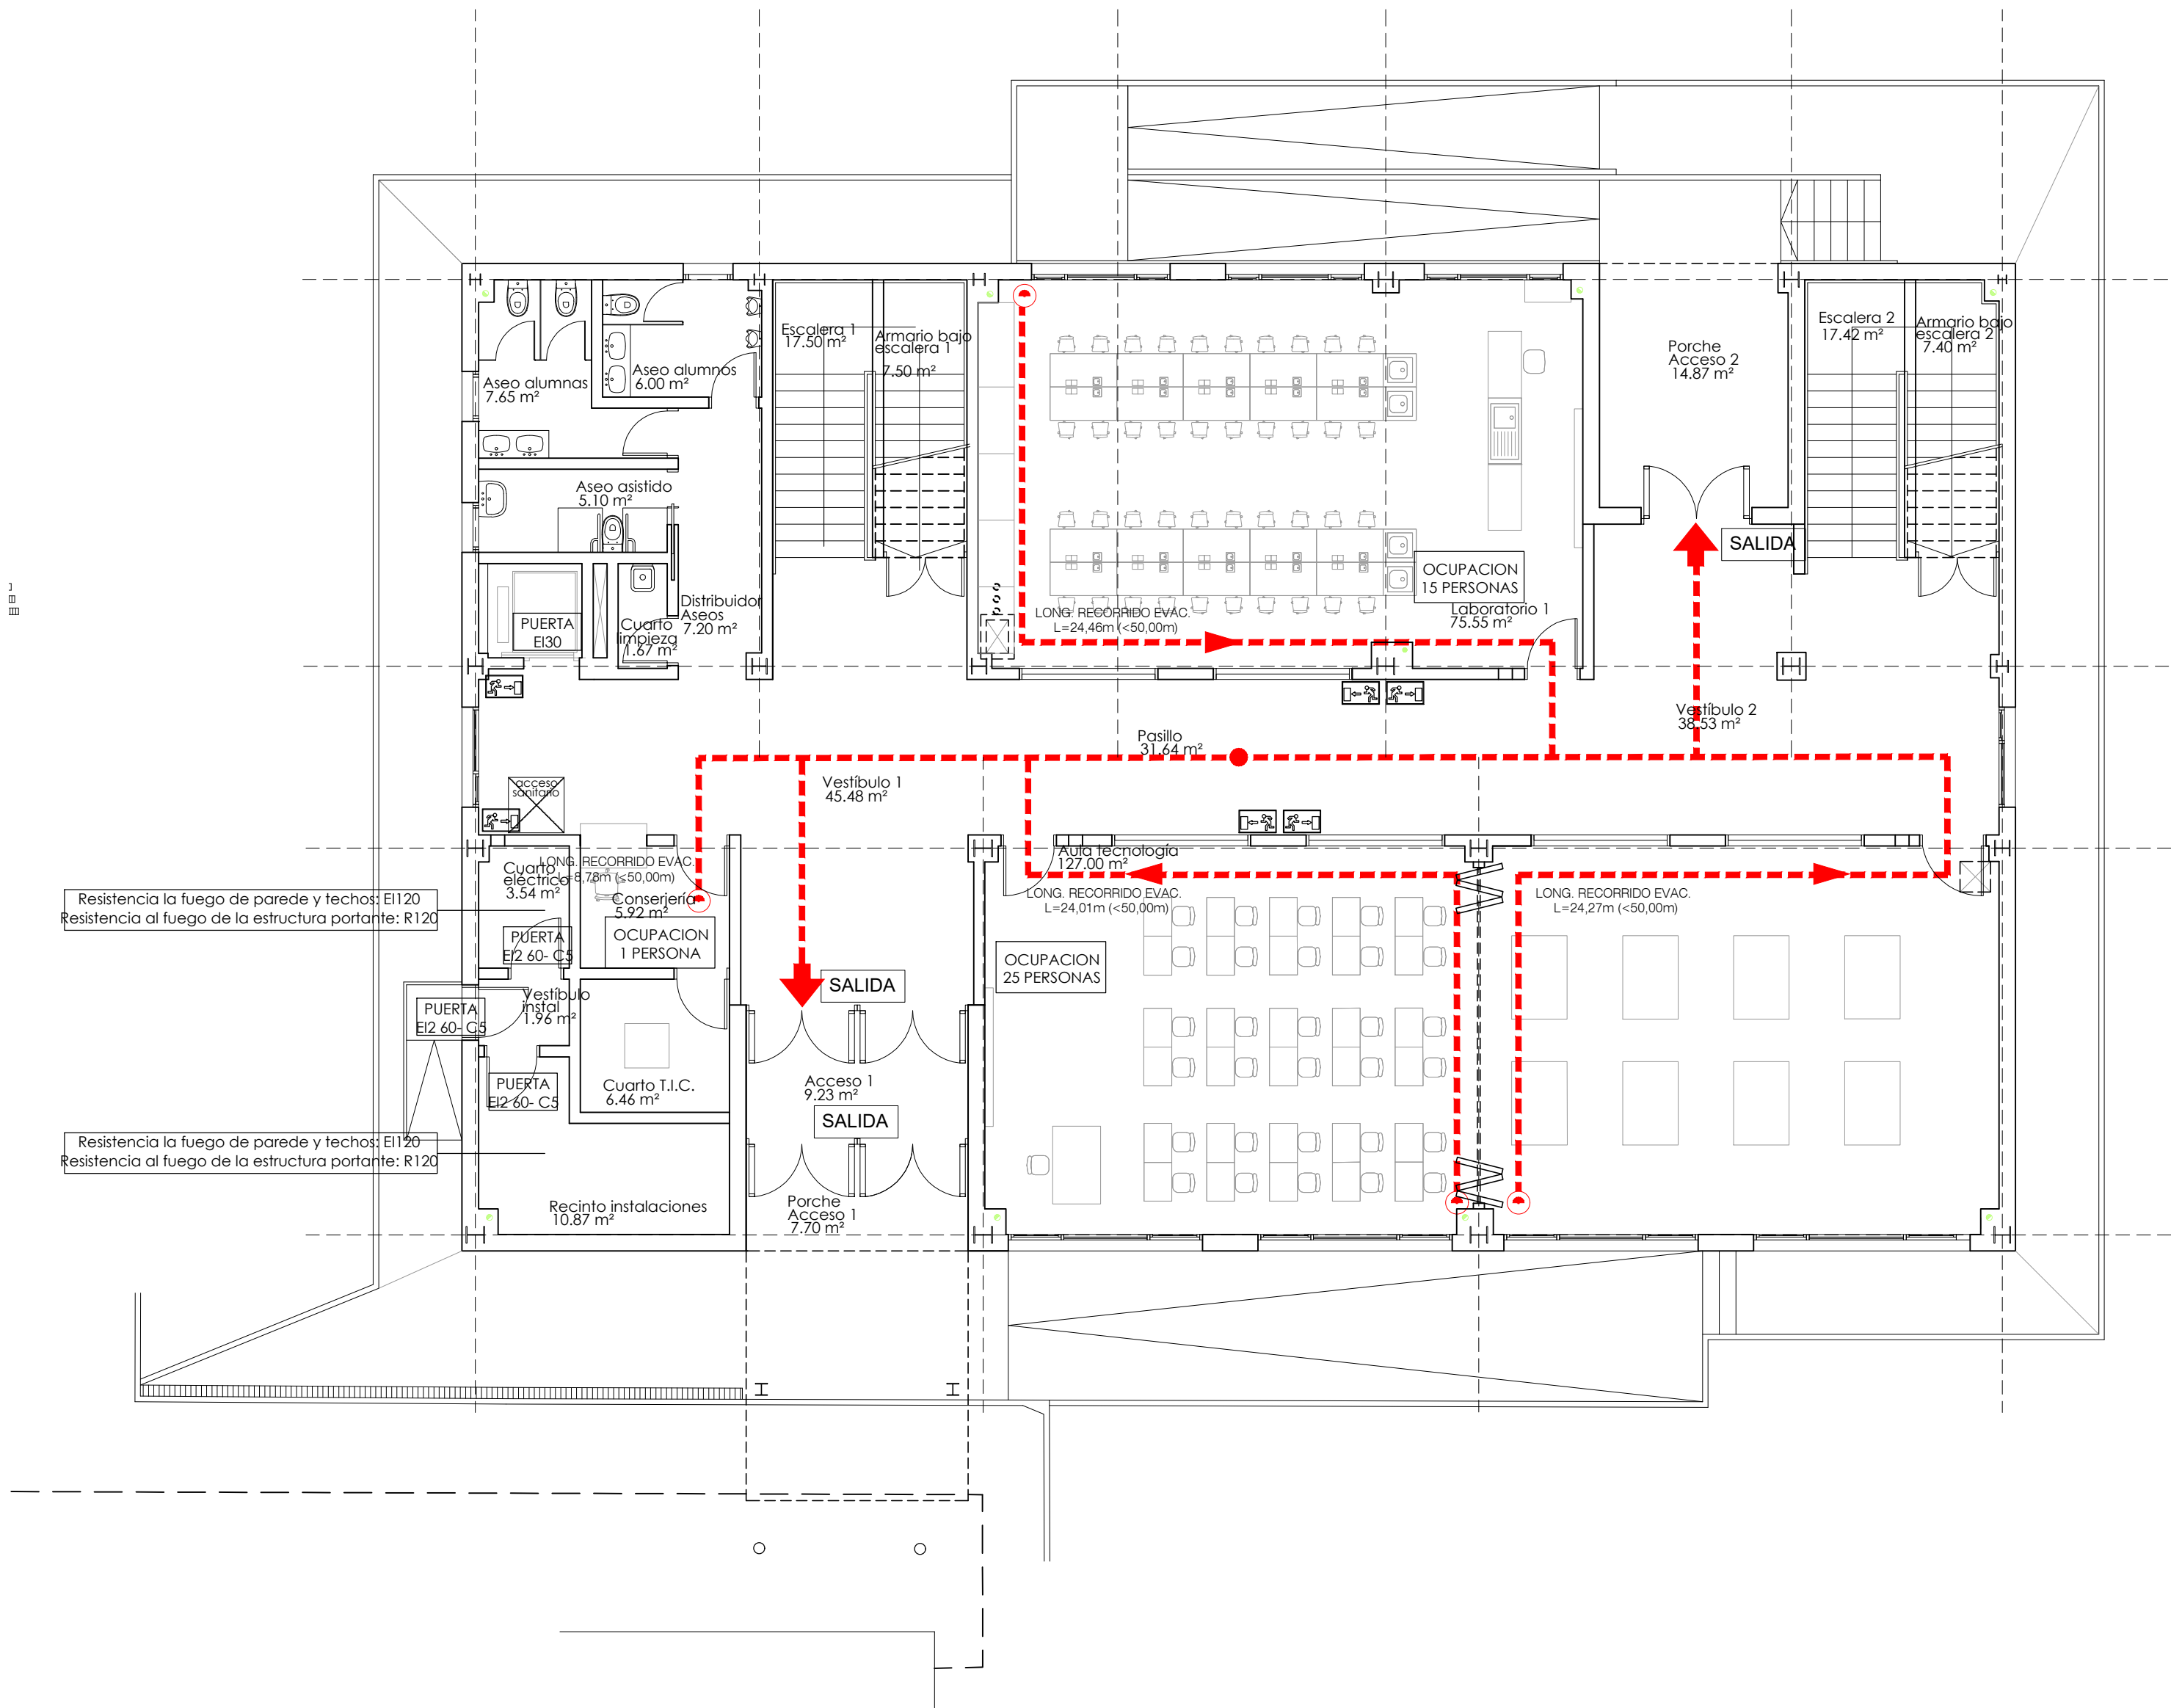 Escalera 1
17.50 m²
Armario bajo
escalera 1
7.50 m²
Escalera 2
17.42 m²
Armario bajo
escalera 2
7.40 m²
Porche
Acceso 2
14.87 m²
Aseo alumnas
7.65 m²
Aseo alumnos
6.00 m²
Aseo asistido
5.10 m²
SALIDA
OCUPACION
15 PERSONAS
Laboratorio 1
75.55 m²
LONG. RECORRIDO EVAC.
L=24,46m (<50,00m)
PUERTA
EI30
Cuarto
limpieza
1.67 m²
Distribuidor
Aseos
7.20 m²
Vestíbulo 2
38.53 m²
Pasillo
31.64 m²
Vestíbulo 1
45.48 m²
acceso
sanitario
Aula tecnología
127.00 m²
Cuarto
eléctrico
3.54 m²
LONG. RECORRIDO EVAC.
L=8,78m (<50,00m)
Conserjería
5.92 m²
OCUPACION
1 PERSONA
LONG. RECORRIDO EVAC.
L=24,01m (<50,00m)
LONG. RECORRIDO EVAC.
L=24,27m (<50,00m)
Resistencia la fuego de parede y techos: EI120
Resistencia al fuego de la estructura portante: R120
PUERTA
EI2 60- C5
OCUPACION
25 PERSONAS
SALIDA
Vestíbulo
instal
1.96 m²
PUERTA
EI2 60- C5
PUERTA
EI2 60- C5
Cuarto T.I.C.
6.46 m²
Acceso 1
9.23 m²
SALIDA
Resistencia la fuego de parede y techos: EI120
Resistencia al fuego de la estructura portante: R120
Recinto instalaciones
10.87 m²
Porche
Acceso 1
7.70 m²